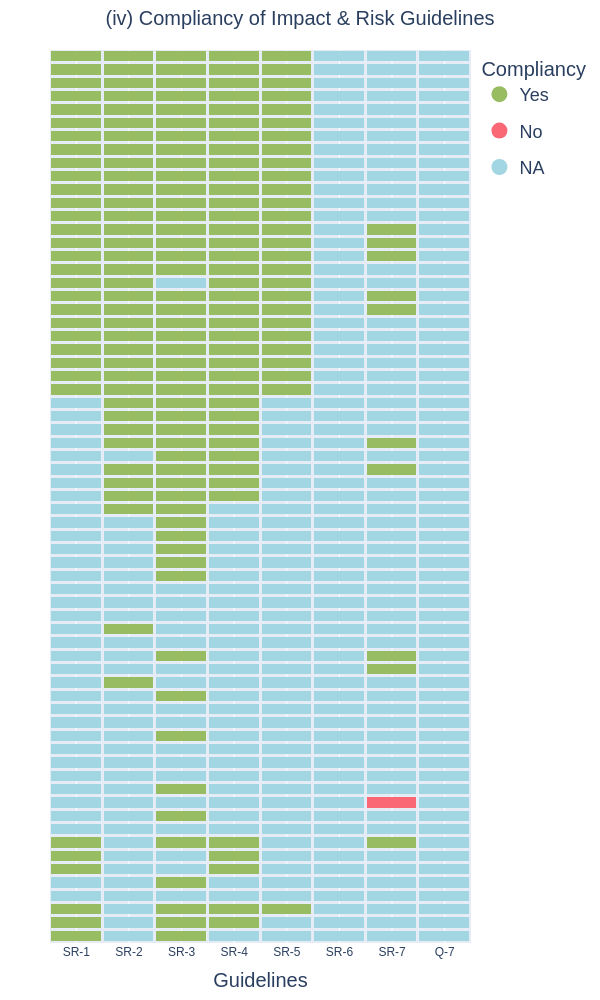 (iv) Compliancy of Impact & Risk Guidelines
Compliancy
Yes
No
NA
SR-1 SR-2 SR-3 SR-4 SR-5 SR-6 SR-7 Q-7
Guidelines